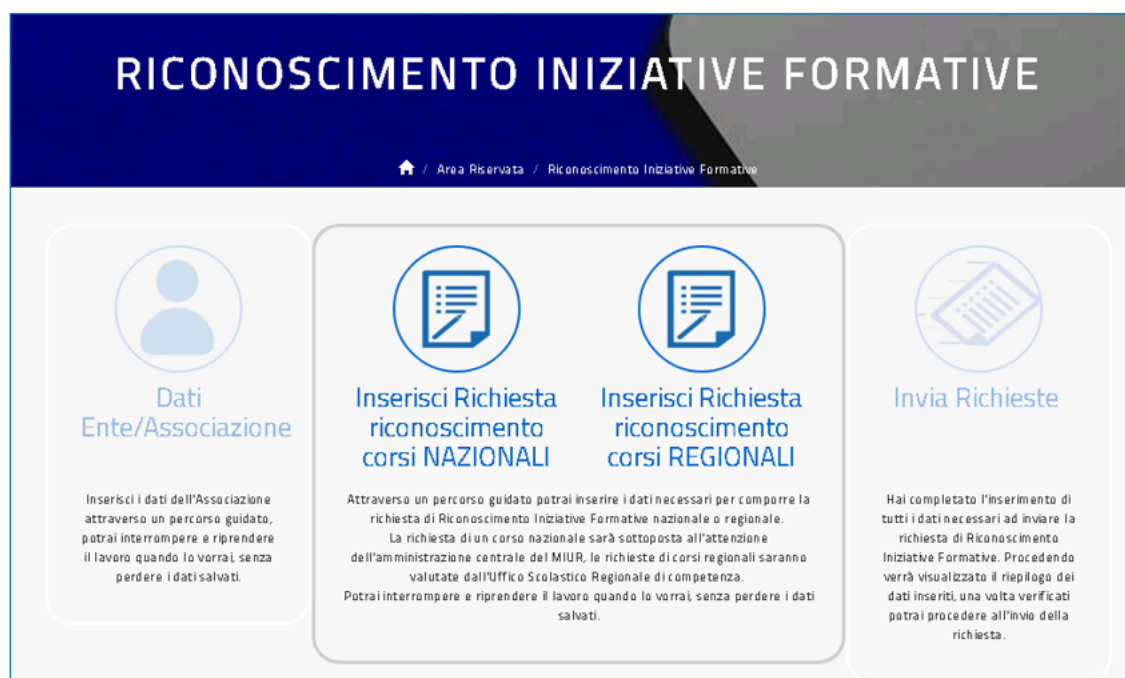 RICONOSCIMENTO INIZIATIVE FORMATIVE
/ Area Riservata / Riconoscimento Iniziative Formative
Dati
Ente/Associazione
Inserisci i dati dell'Associazione
attraverso un percorso guidato,
potrai interrompere e riprendere
il lavoro quando lo vorrai, senza
perdere i dati salvati.
Inserisci Richiesta
riconoscimento
corsi NAZIONALI
Inserisci Richiesta
riconoscimento
corsi REGIONALI
Attraverso un percorso guidato potrai inserire i dati necessari per comporre la
richiesta di Riconoscimento Iniziative Formative nazionale o regionale.
La richiesta di un corso nazionale sarà sottoposta all'attenzione
dell'amministrazione centrale del MIUR, le richieste di corsi regionali saranno
valutate dall'Uffico Scolastico Regionale di competenza.
Potrai interrompere e riprendere il lavoro quando lo vorrai, senza perdere i dati
salvati.
Invia Richieste
Hai completato l'inserimento di
tutti i dati necessari ad inviare la
richiesta di Riconoscimento
Iniziative Formative. Procedendo
verrà visualizzato il riepilogo dei
dati inseriti, una volta verificati
potrai procedere all'invio della
richiesta.